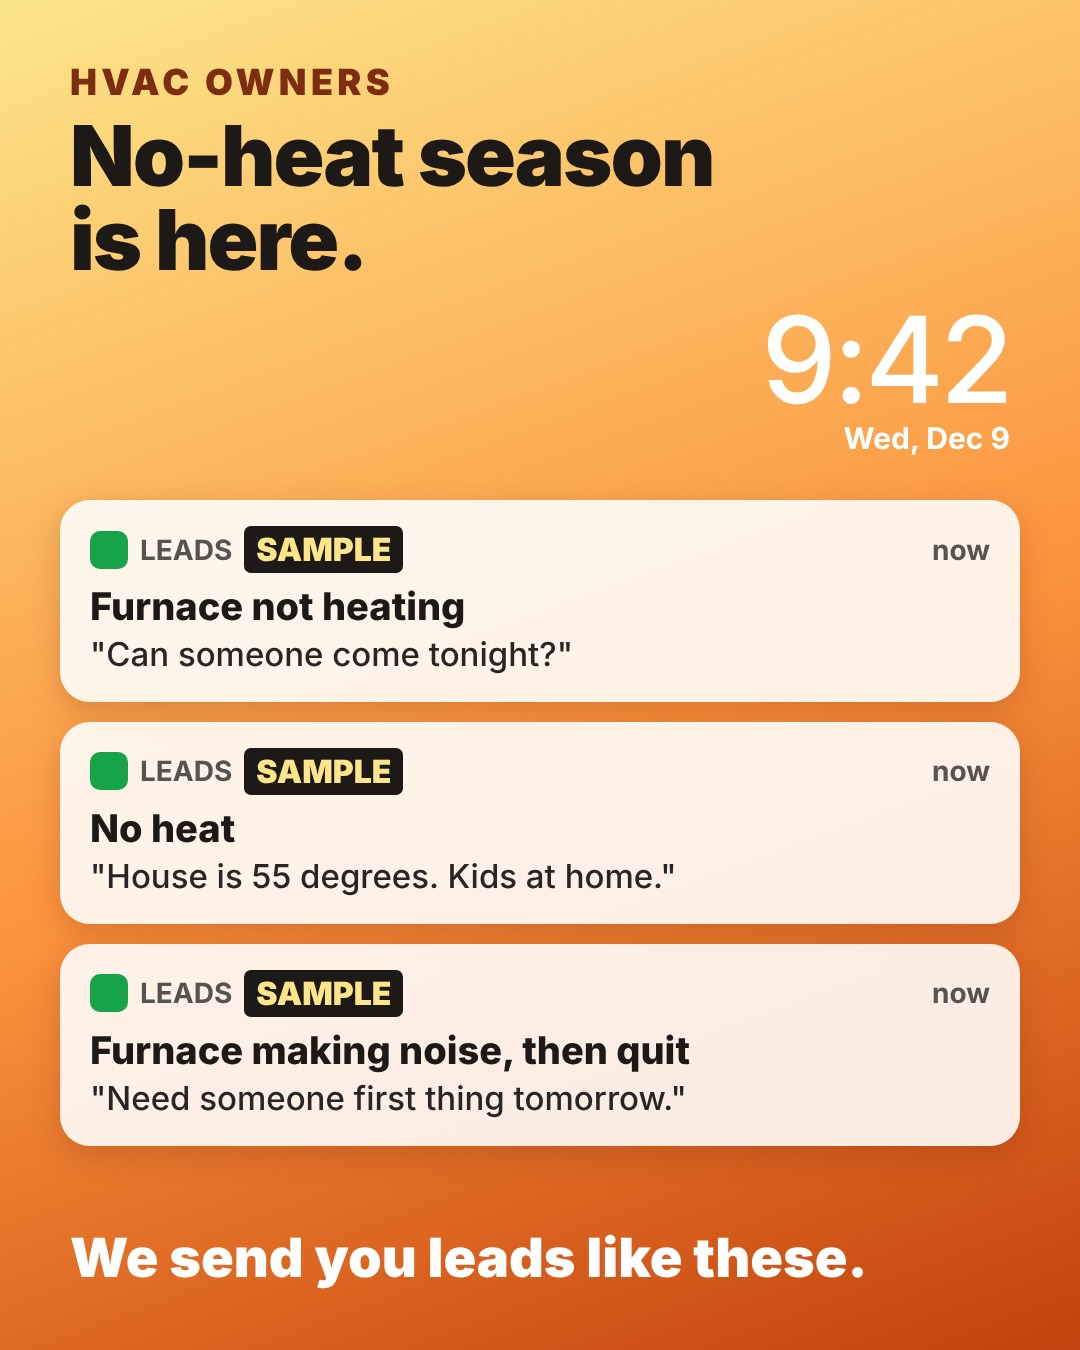 HVAC OWNERS
No-heat season
is here.
9:42
Wed, Dec 9
LEADS SAMPLE now
Furnace not heating
"Can someone come tonight?"
LEADS SAMPLE now
No heat
"House is 55 degrees. Kids at home."
LEADS SAMPLE now
Furnace making noise, then quit
"Need someone first thing tomorrow."
We send you leads like these.